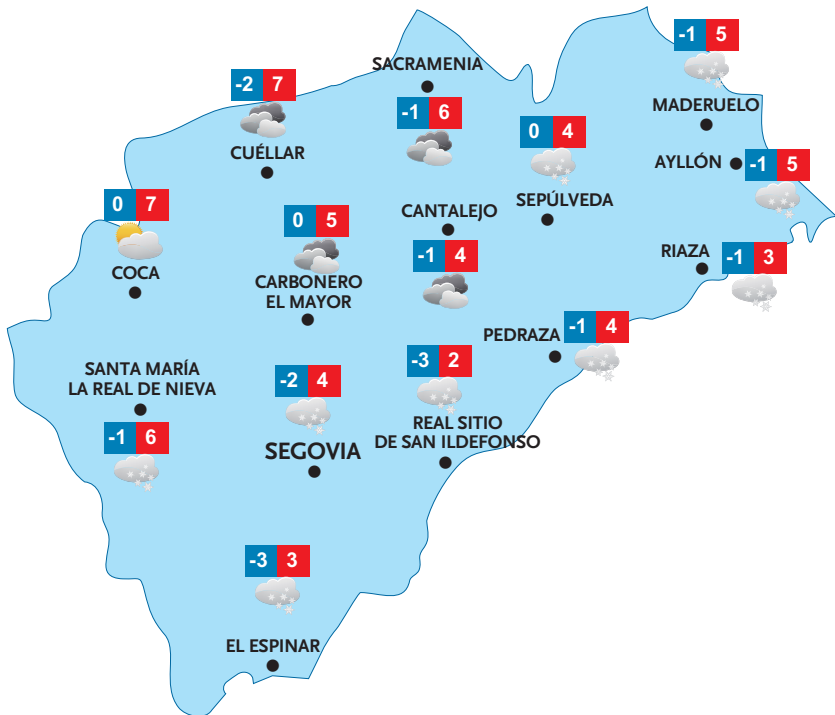 -1 5
MADERUELO
SACRAMENIA
-1 6
-2 7
CUÉLLAR
0 4
SEPÚLVEDA
AYLLÓN
-1 5
0 7
COCA
0 5
CARBONERO
EL MAYOR
CANTALEJO
-1 4
RIAZA
-1 3
PEDRAZA
-1 4
SANTA MARÍA
LA REAL DE NIEVA
-1 6
-2 4
SEGOVIA
-3 2
REAL SITIO
DE SAN ILDEFONSO
-3 3
EL ESPINAR